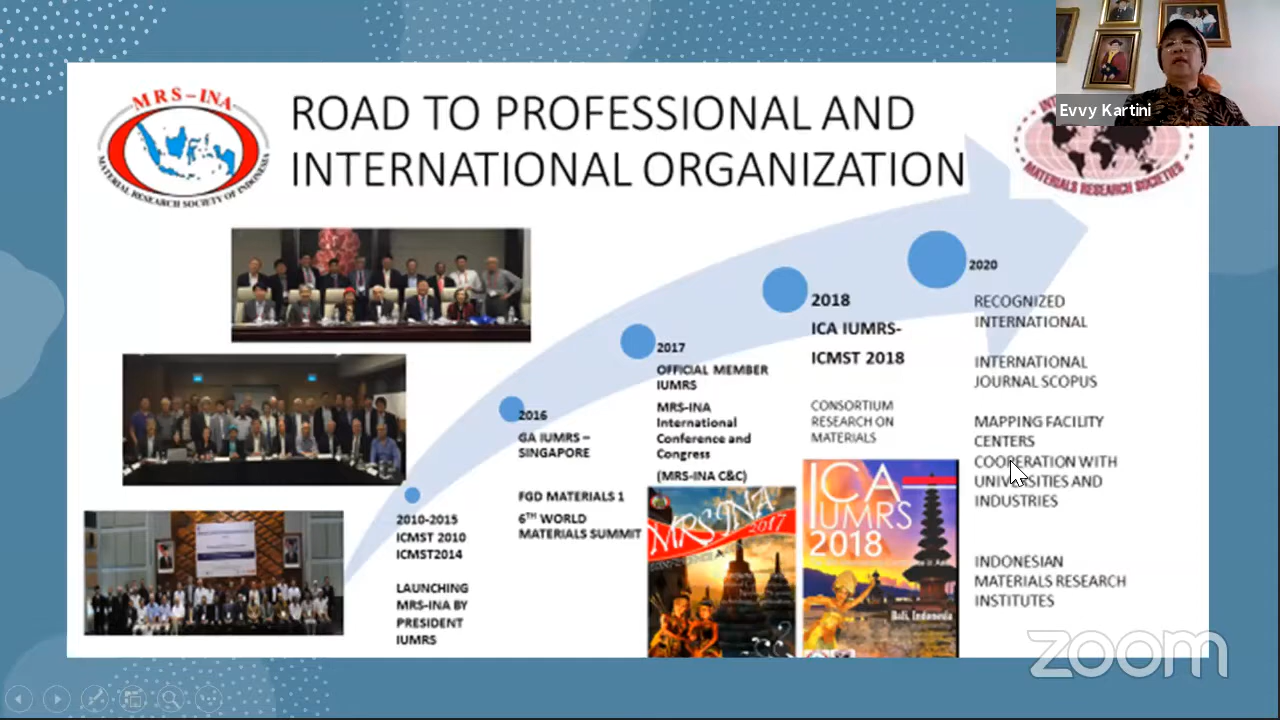 MRS-INA
MATERIAL RESEARCH SOCIETY OF INDONESIA
ROAD TO PROFESSIONAL AND
INTERNATIONAL ORGANIZATION
MATERIALS RESEARCH SOCIETIES
Evvy Kartini
2010-2015
ICMST 2010
ICMST2014
LAUNCHING
MRS-INA BY
PRESIDENT
IUMRS
2016
GA IUMRS –
SINGAPORE
FGD MATERIALS 1
6TH WORLD
MATERIALS SUMMIT
2017
OFFICIAL MEMBER
IUMRS
MRS-INA
International
Conference and
Congress
(MRS-INA C&C)
MRS-INA
2017
2018
ICA IUMRS-
ICMST 2018
CONSORTIUM
RESEARCH ON
MATERIALS
ICA
IUMRS
2018
Bali, Indonesia
2020
RECOGNIZED
INTERNATIONAL
INTERNATIONAL
JOURNAL SCOPUS
MAPPING FACILITY
CENTERS
COOPERATION WITH
UNIVERSITIES AND
INDUSTRIES
INDONESIAN
MATERIALS RESEARCH
INSTITUTES
zoom